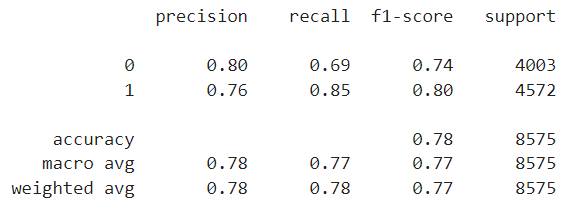 precision recall f1-score support
0 0.80 0.69 0.74 4003
1 0.76 0.85 0.80 4572
accuracy 0.78 8575
macro avg 0.78 0.77 0.77 8575
weighted avg 0.78 0.78 0.77 8575